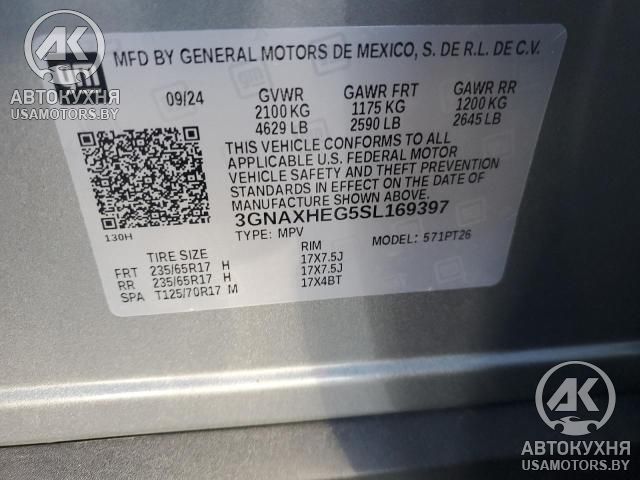 MFD BY GENERAL MOTORS DE MEXICO, S. DE R.L. DE C.V.
GM
09/24 GVWR GAWR FRT GAWR RR
2100 KG 1175 KG 1200 KG
4629 LB 2590 LB 2645 LB
THIS VEHICLE CONFORMS TO ALL
APPLICABLE U.S. FEDERAL MOTOR
VEHICLE SAFETY AND THEFT PREVENTION
STANDARDS IN EFFECT ON THE DATE OF
MANUFACTURE SHOWN ABOVE.
3GNAXHEG5SL169397
TYPE: MPV MODEL: 571PT26
130H
TIRE SIZE RIM
FRT 235/65R17 H 17X7.5J
RR 235/65R17 H 17X7.5J
SPA T125/70R17 M 17X4BT
АК
АВТОКУХНЯ
USAMOTORS.BY
АК
АВТОКУХНЯ
USAMOTORS.BY